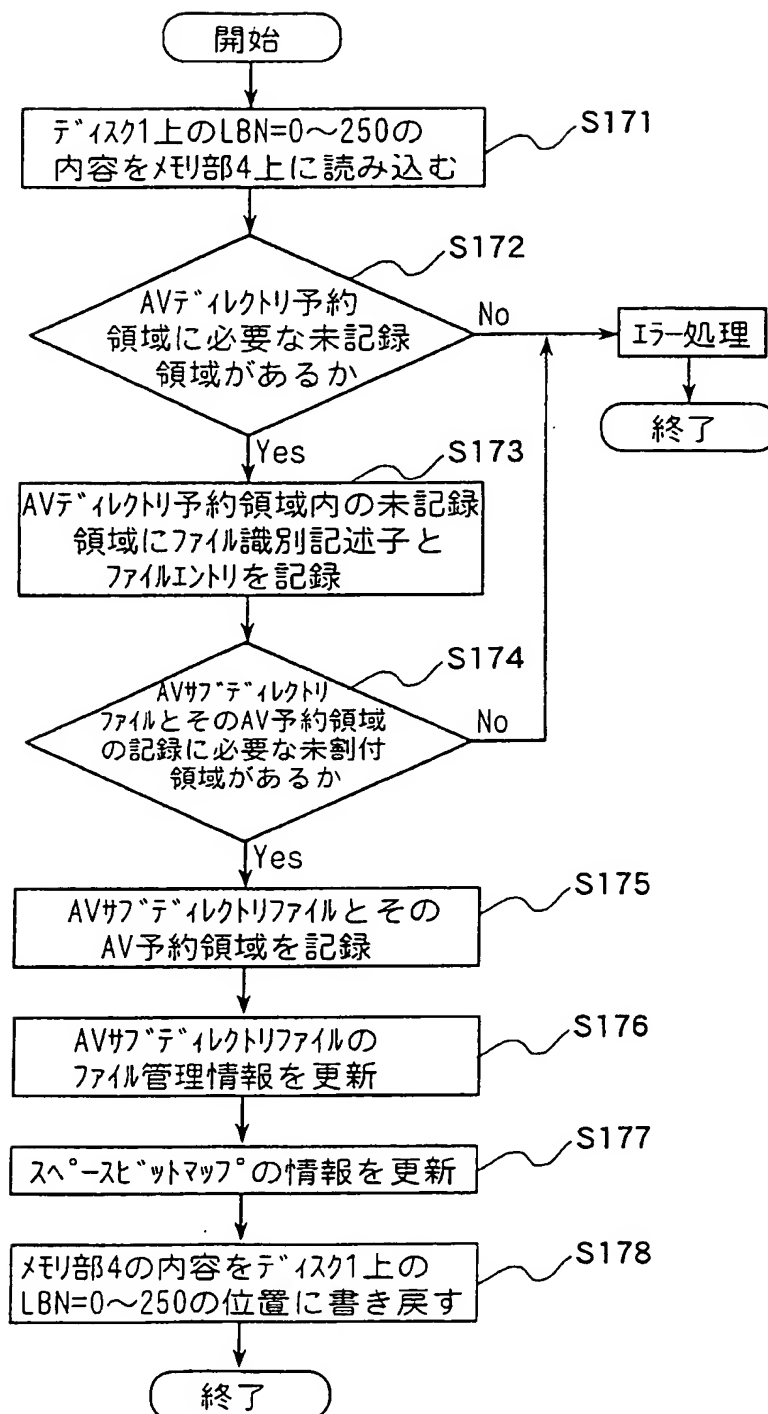 開始
ディスク1上のLBN=0～250の
内容をメモリ部4上に読み込む
S171
S172
AVディレクトリ予約
領域に必要な未記録
領域があるか
No
エラー処理
終了
Yes
S173
AVディレクトリ予約領域内の未記録
領域にファイル識別記述子と
ファイルエントリを記録
S174
AVサブディレクトリ
ファイルとそのAV予約領域
の記録に必要な未割付
領域があるか
No
Yes
S175
AVサブディレクトリファイルとその
AV予約領域を記録
S176
AVサブディレクトリファイルの
ファイル管理情報を更新
S177
スペースビットマップの情報を更新
S178
メモリ部4の内容をディスク1上の
LBN=0～250の位置に書き戻す
終了